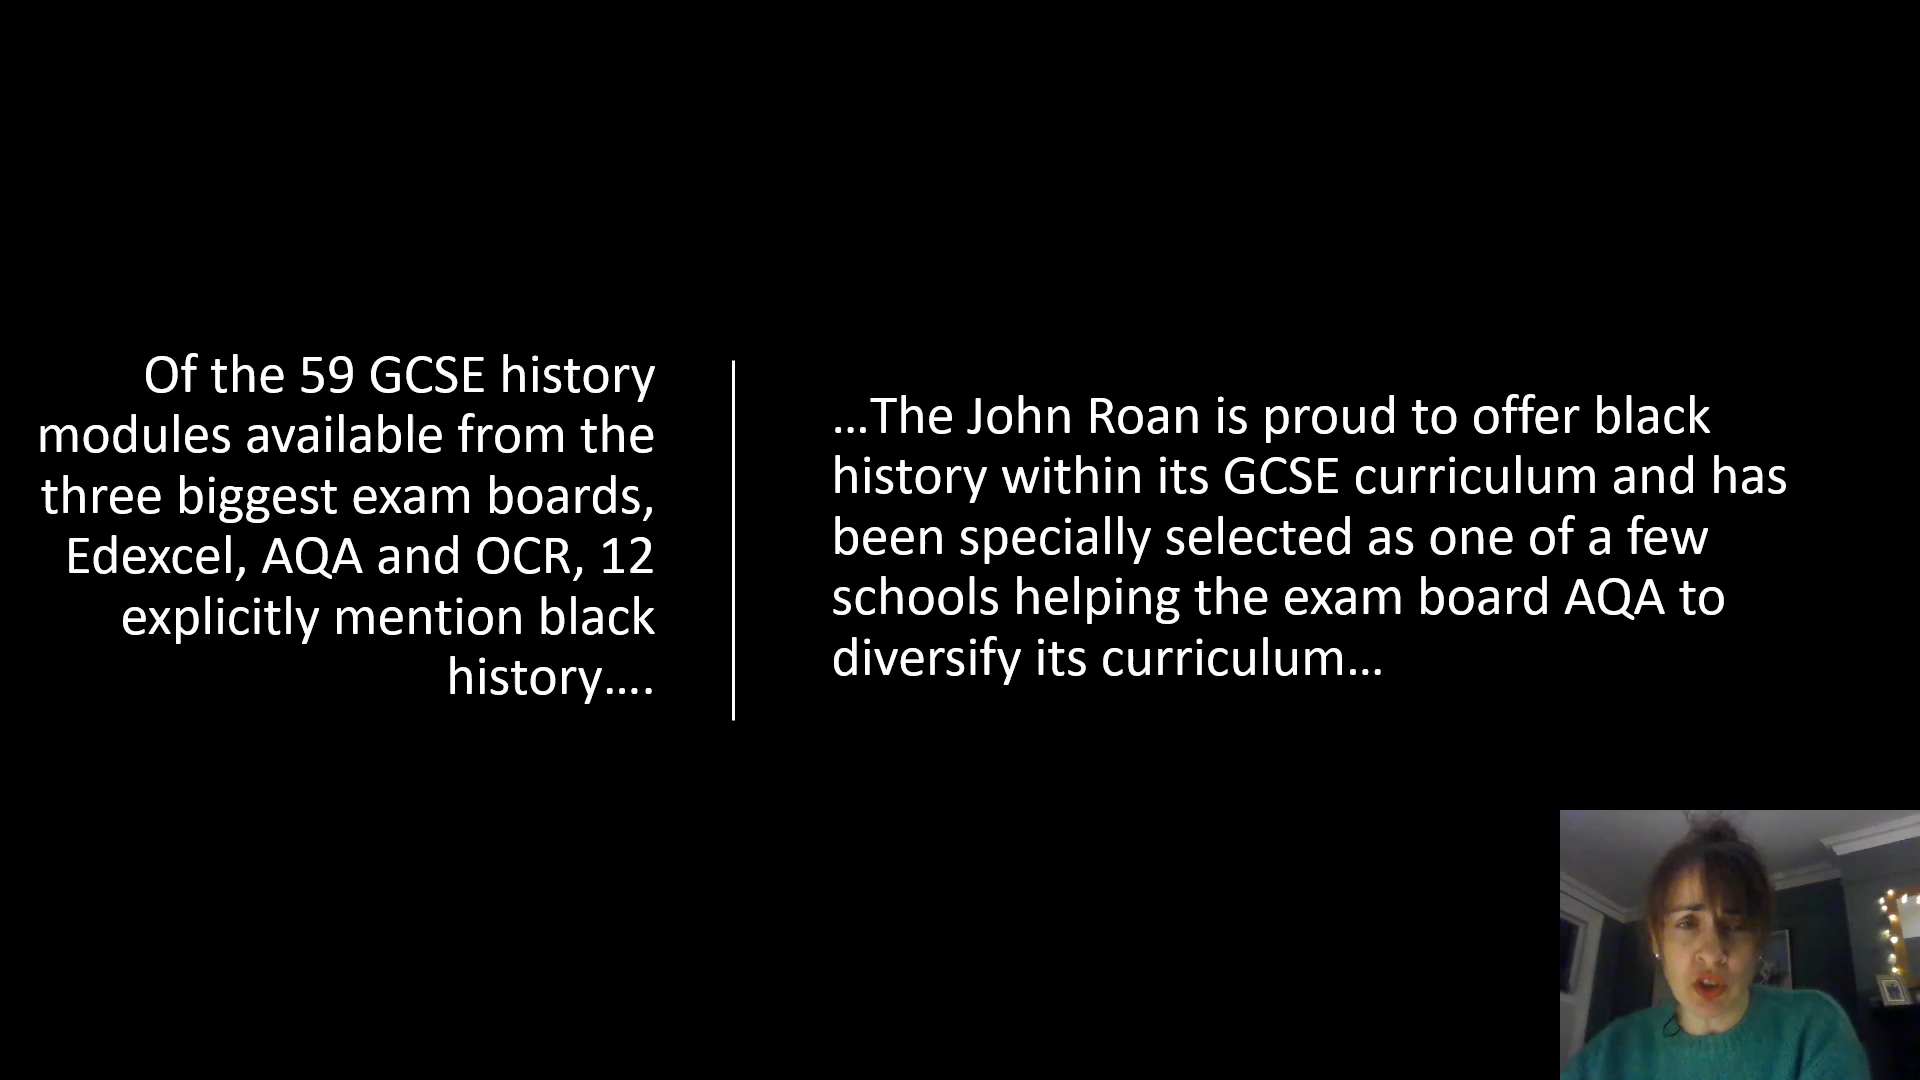 Of the 59 GCSE history
modules available from the
three biggest exam boards,
Edexcel, AQA and OCR, 12
explicitly mention black
history….
…The John Roan is proud to offer black
history within its GCSE curriculum and has
been specially selected as one of a few
schools helping the exam board AQA to
diversify its curriculum…